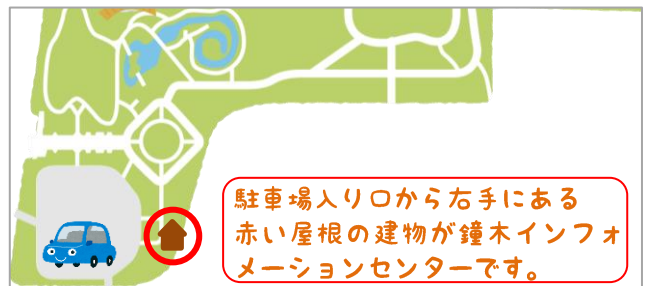 駐車場入り口から右手にある
赤い屋根の建物が鐘木インフォ
メーションセンターです。